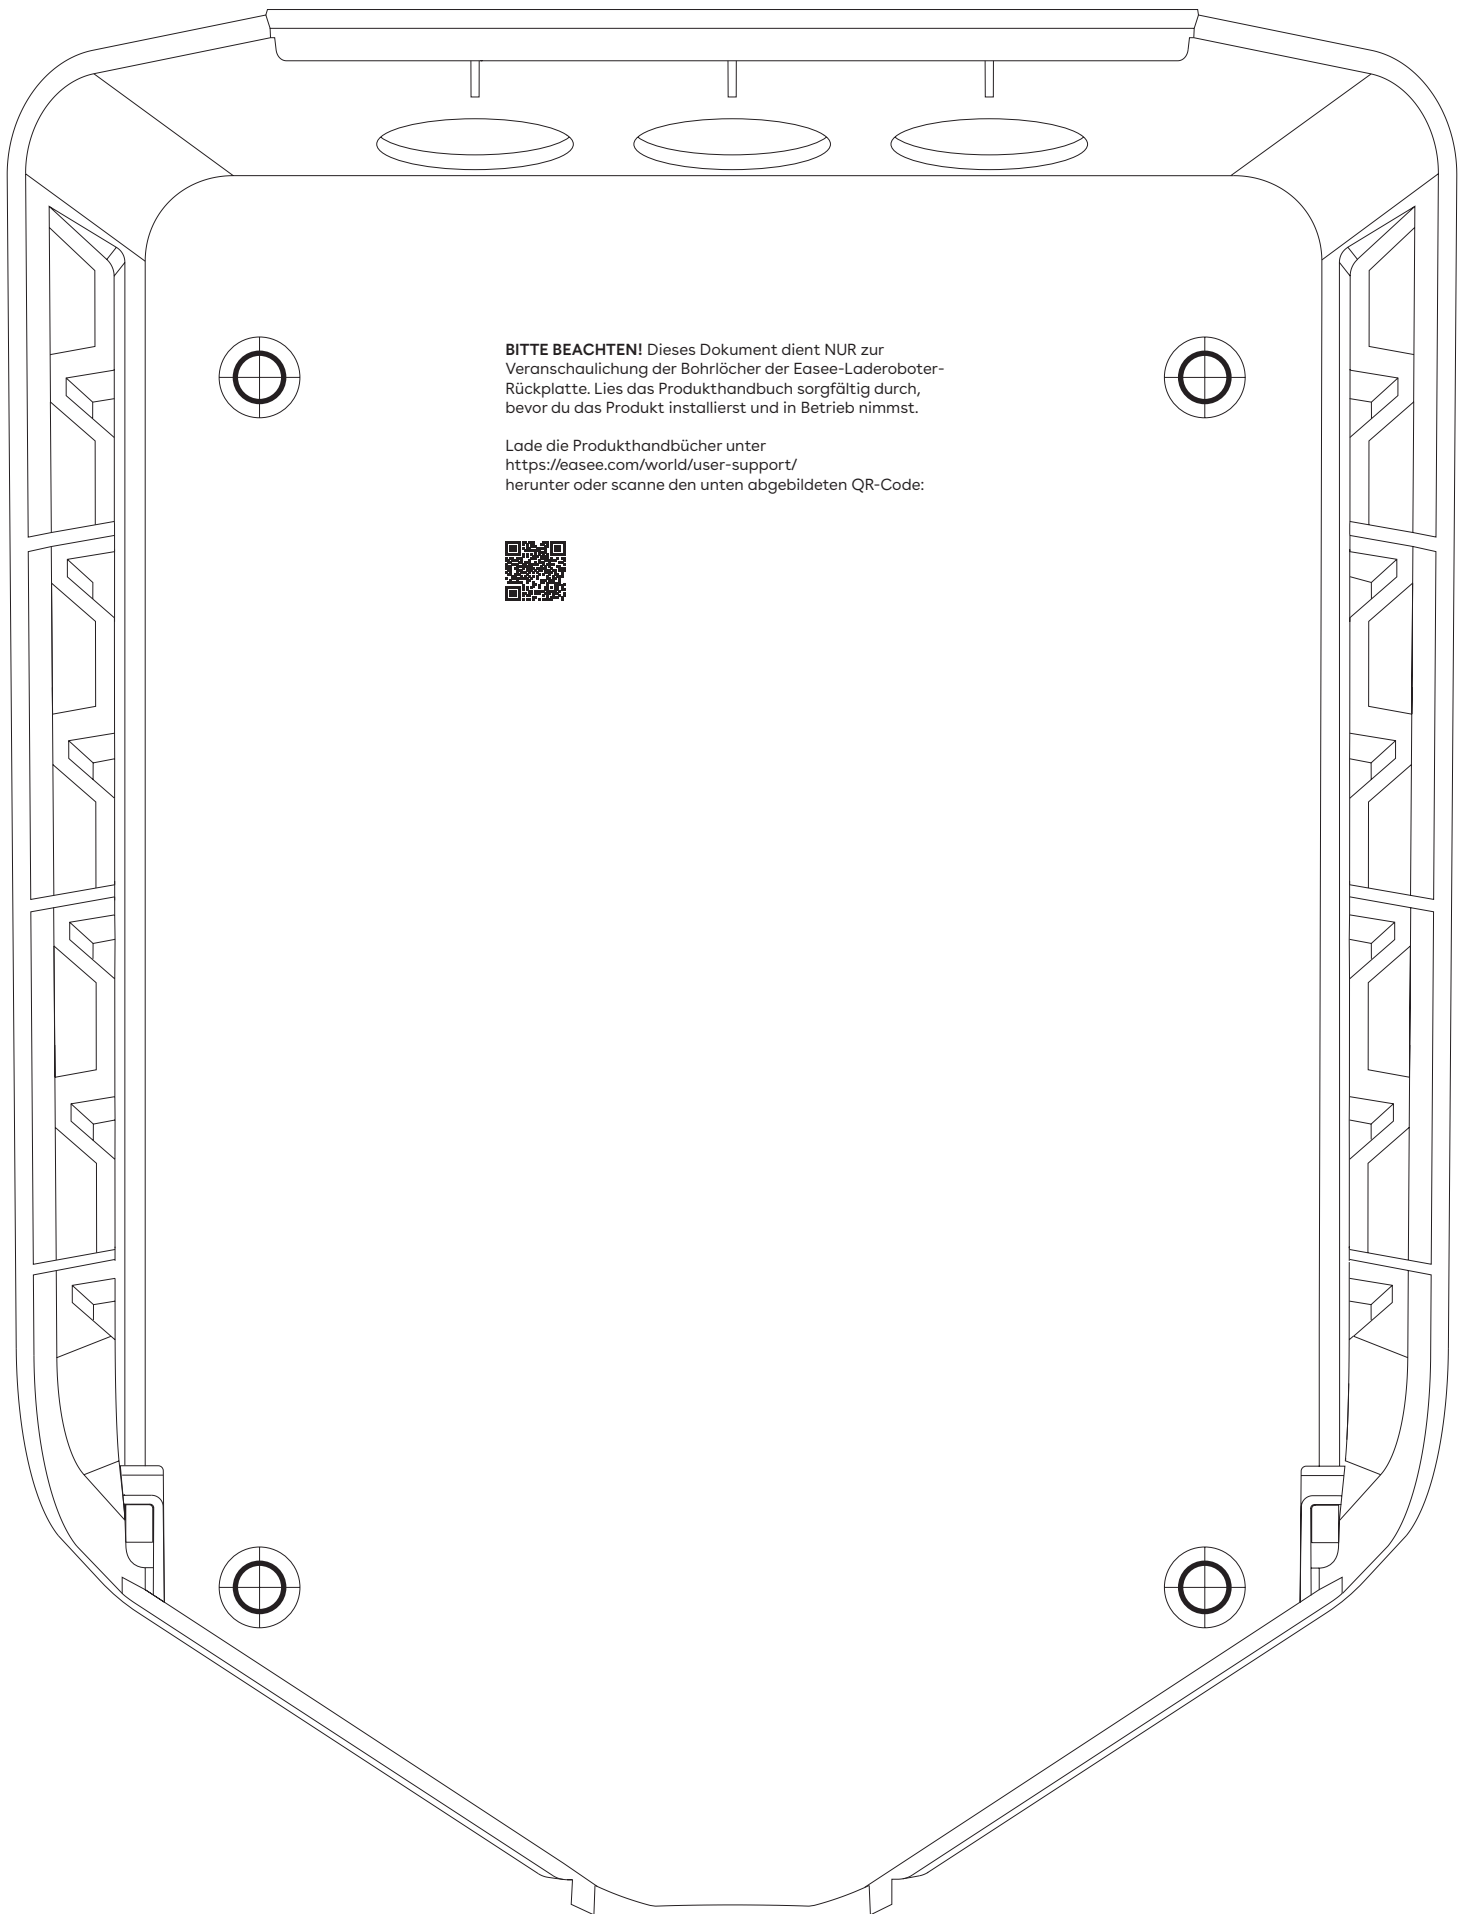 BITTE BEACHTEN! Dieses Dokument dient NUR zur
Veranschaulichung der Bohrlöcher der Easee-Laderoboter-
Rückplatte. Lies das Produkthandbuch sorgfältig durch,
bevor du das Produkt installierst und in Betrieb nimmst.
Lade die Produkthandbücher unter
https://easee.com/world/user-support/
herunter oder scanne den unten abgebildeten QR-Code: